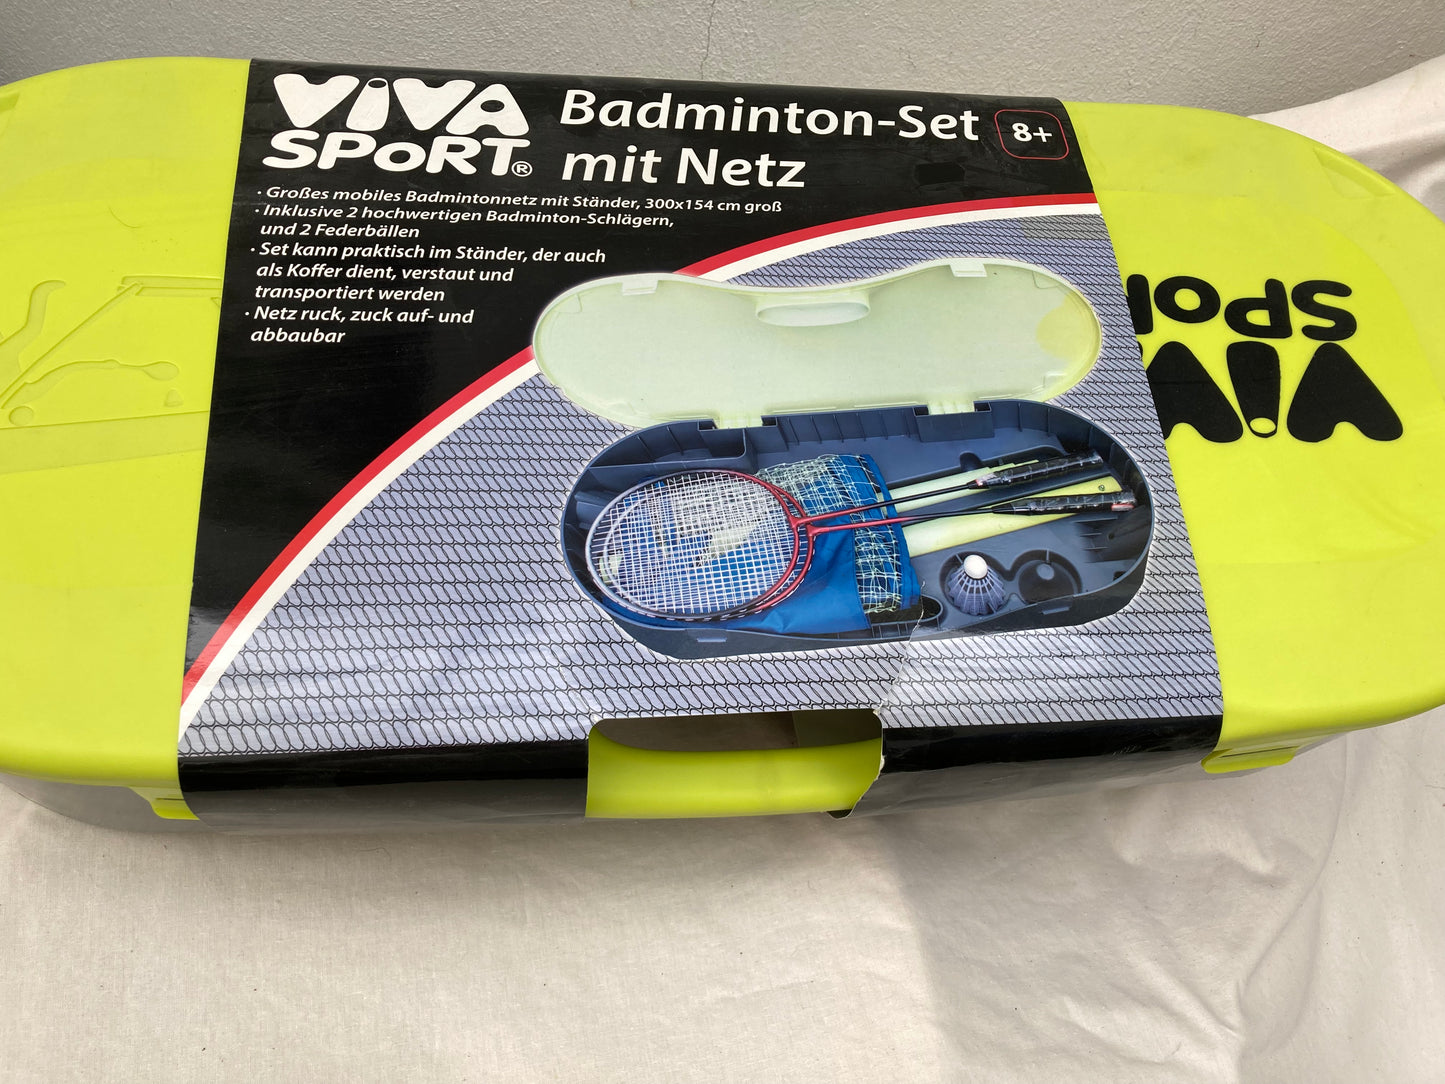 VIVA
SPORT®
Badminton-Set
mit Netz
8+
· Großes mobiles Badmintonnetz mit Ständer, 300x154 cm groß
· Inklusive 2 hochwertigen Badminton-Schlägern,
und 2 Federbällen
· Set kann praktisch im Ständer, der auch
als Koffer dient, verstaut und
transportiert werden
· Netz ruck, zuck auf- und
abbaubar
VIVA
SPOR